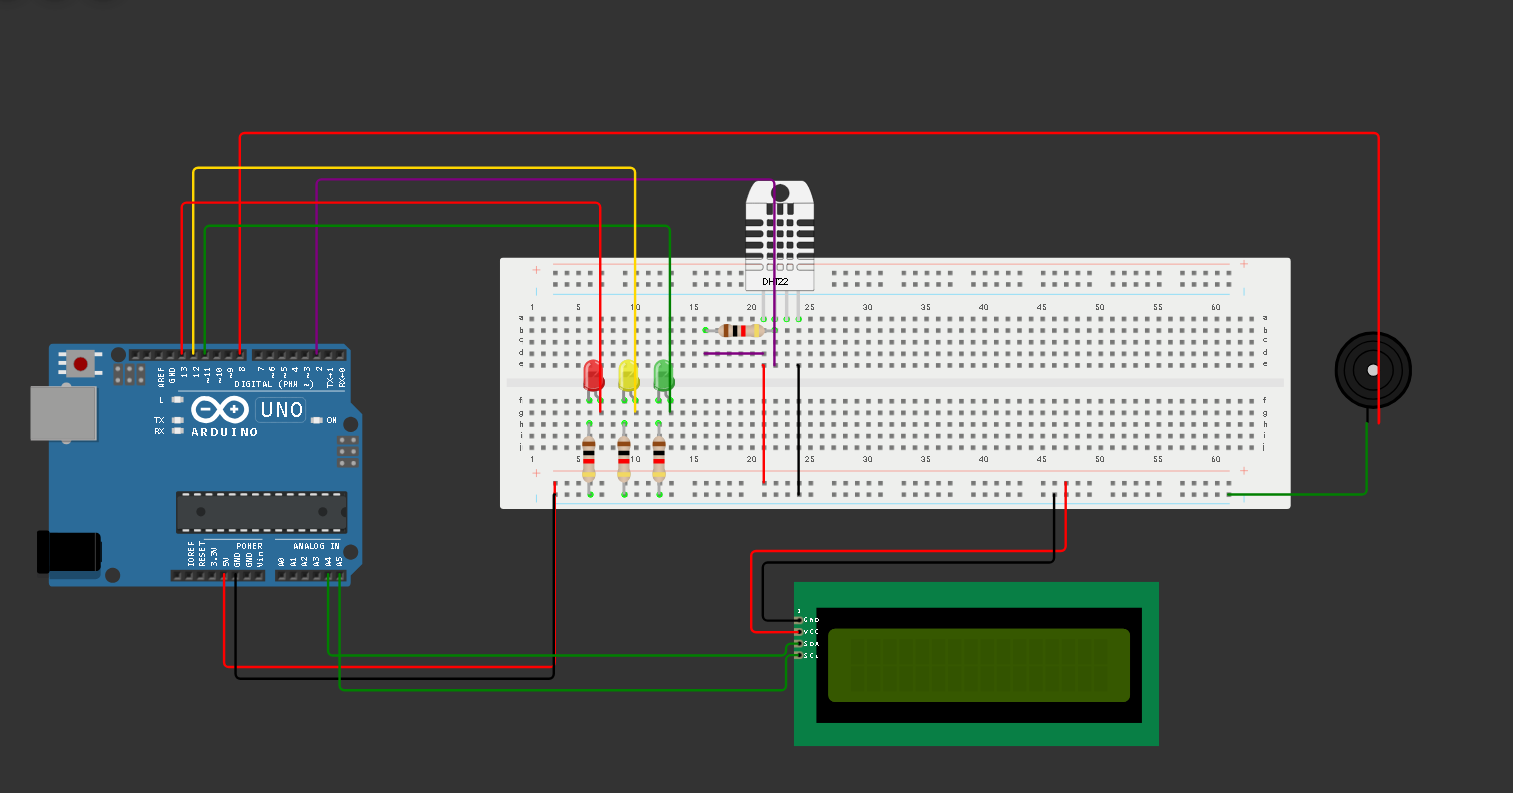 AREF
GND
13
12
~11
~10
~9
8
7
~6
~5
4
~3
2
TX→1
RX←0
DIGITAL (PWM ~)
L
TX
RX
UNO
ON
ARDUINO
IOREF
RESET
3.3V
5V
GND
GND
Vin
POWER
ANALOG IN
A0
A1
A2
A3
A4
A5
DHT22
+ +
1 5 10 15 20 25 30 35 40 45 50 55 60
a a
b b
c c
d d
e e
f f
g g
h h
i i
j j
1 5 10 15 20 25 30 35 40 45 50 55 60
+ +
1
GND
VCC
SDA
SCL